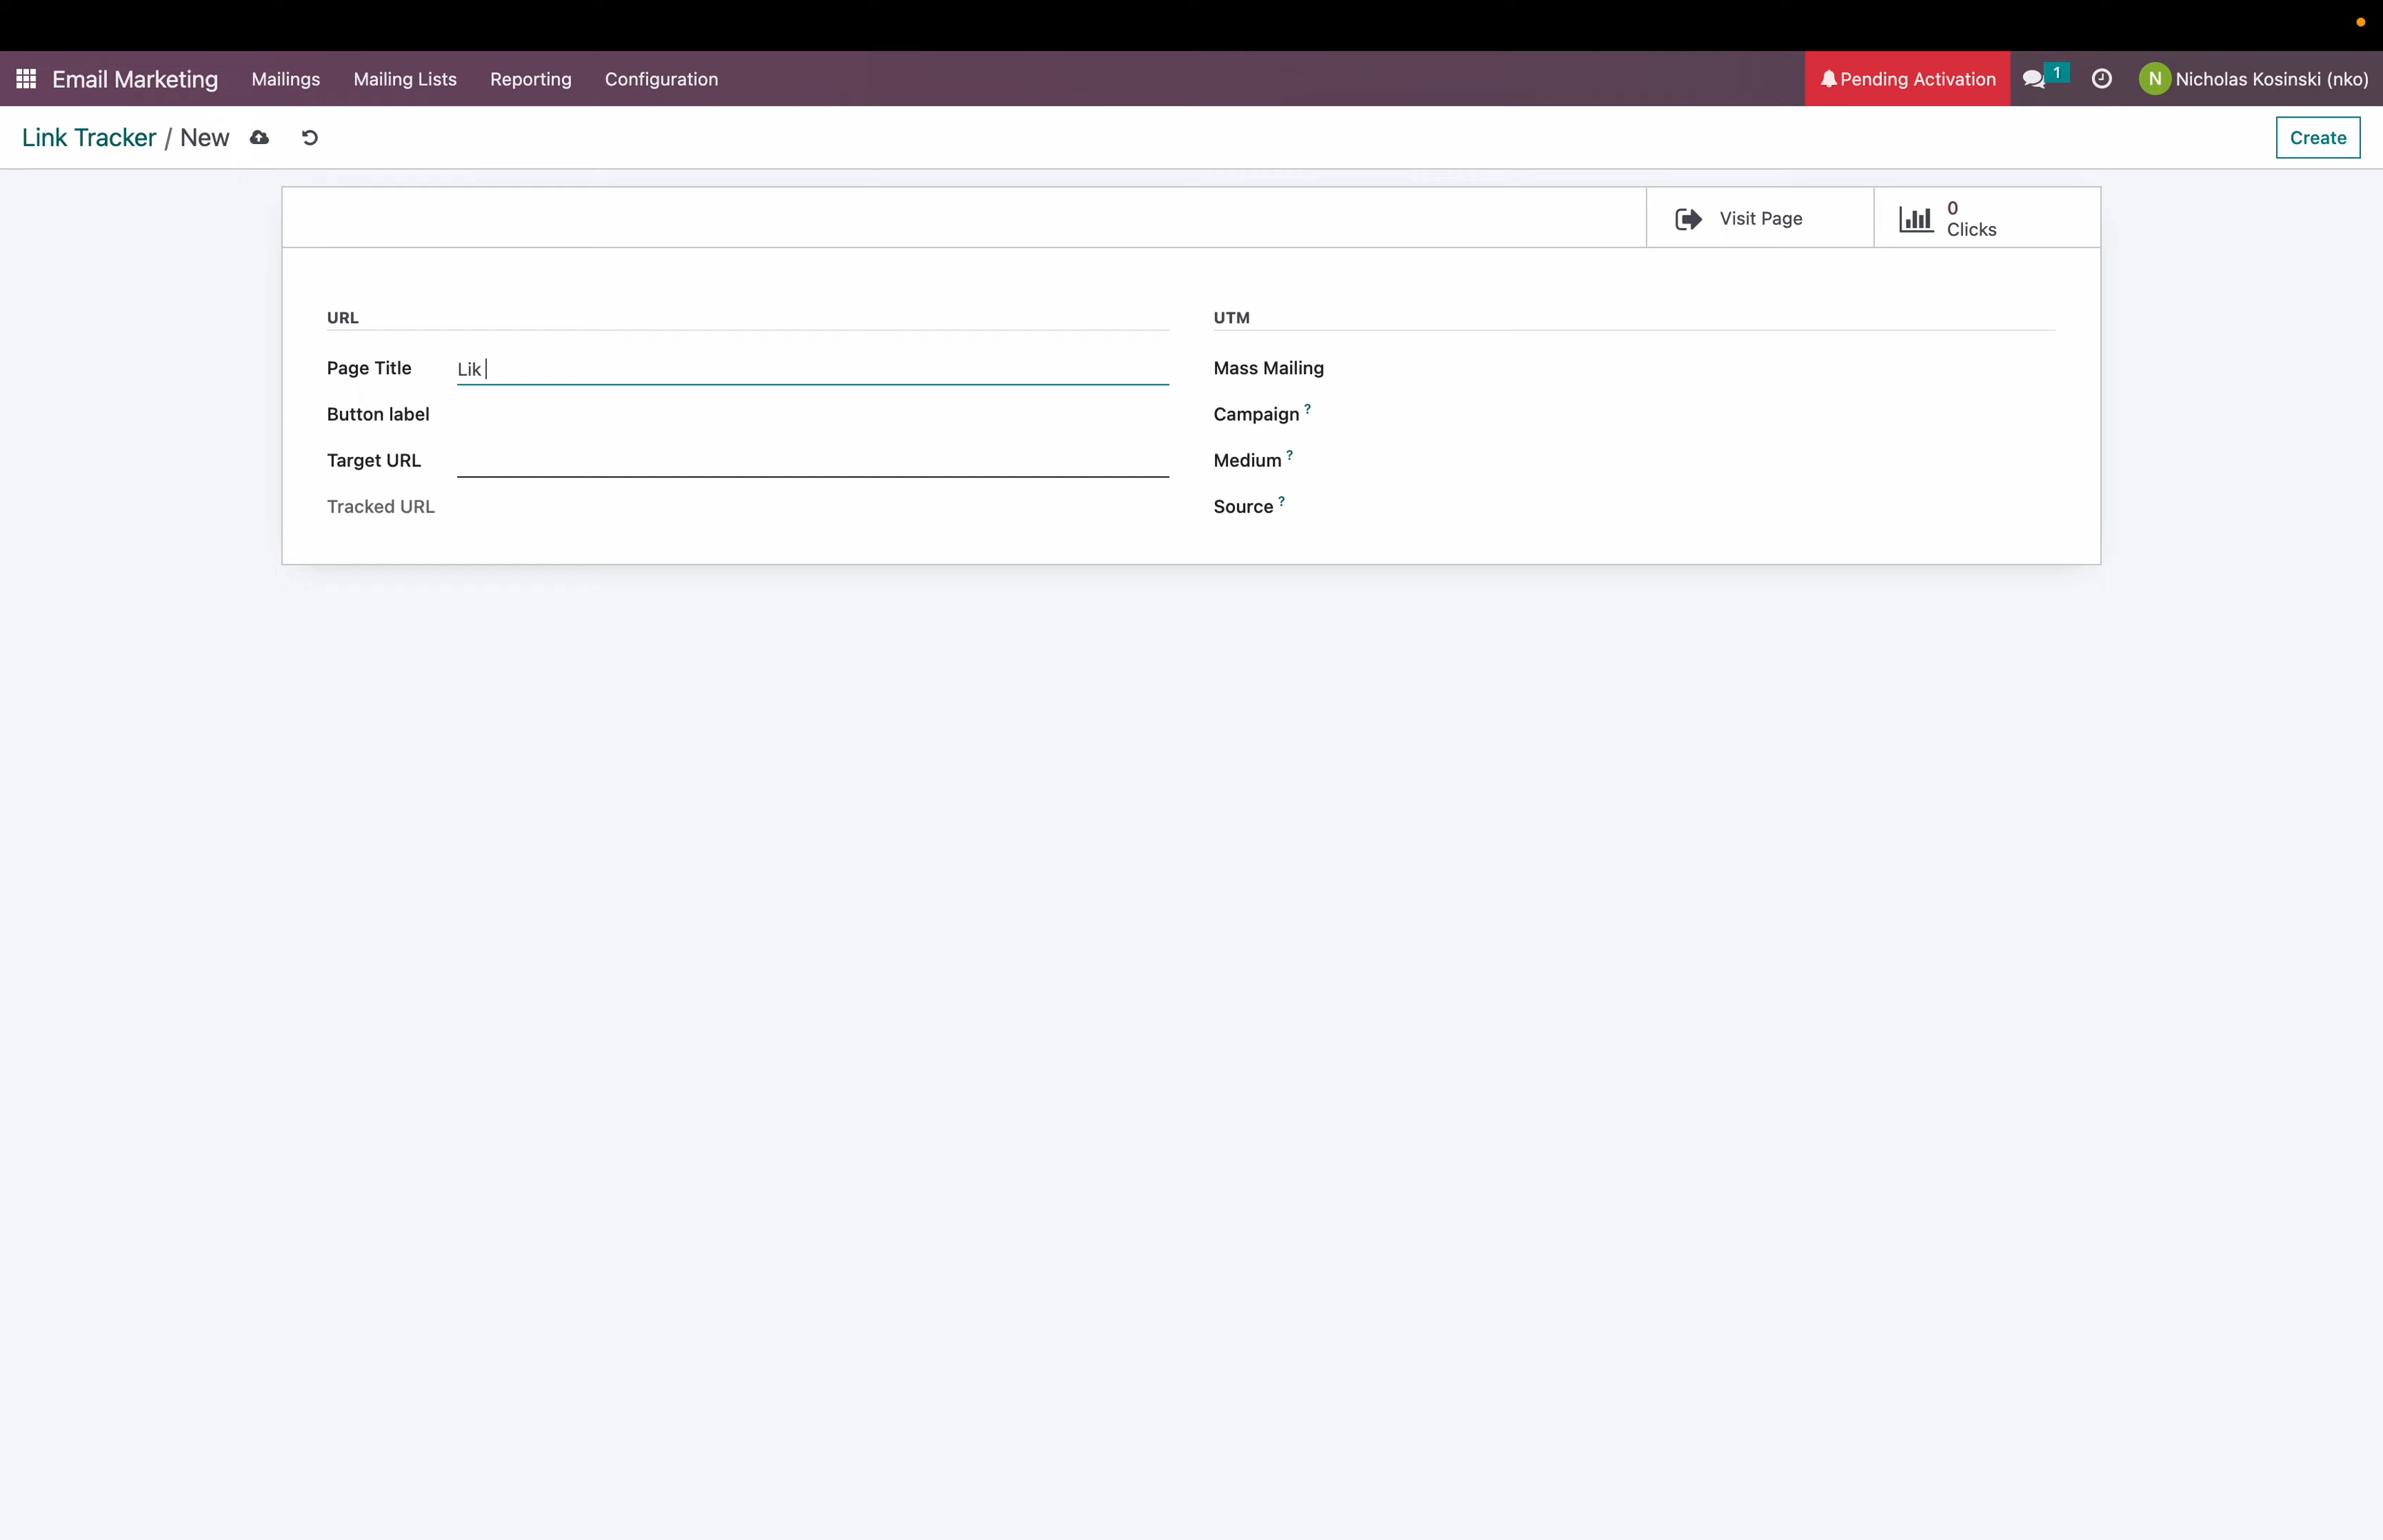 Email Marketing Mailings Mailing Lists Reporting Configuration Pending Activation 1 N Nicholas Kosinski (nko)
Link Tracker / New Create
Visit Page 0 Clicks
URL
Page Title Lik
Button label
Target URL
Tracked URL
UTM
Mass Mailing
Campaign ?
Medium ?
Source ?